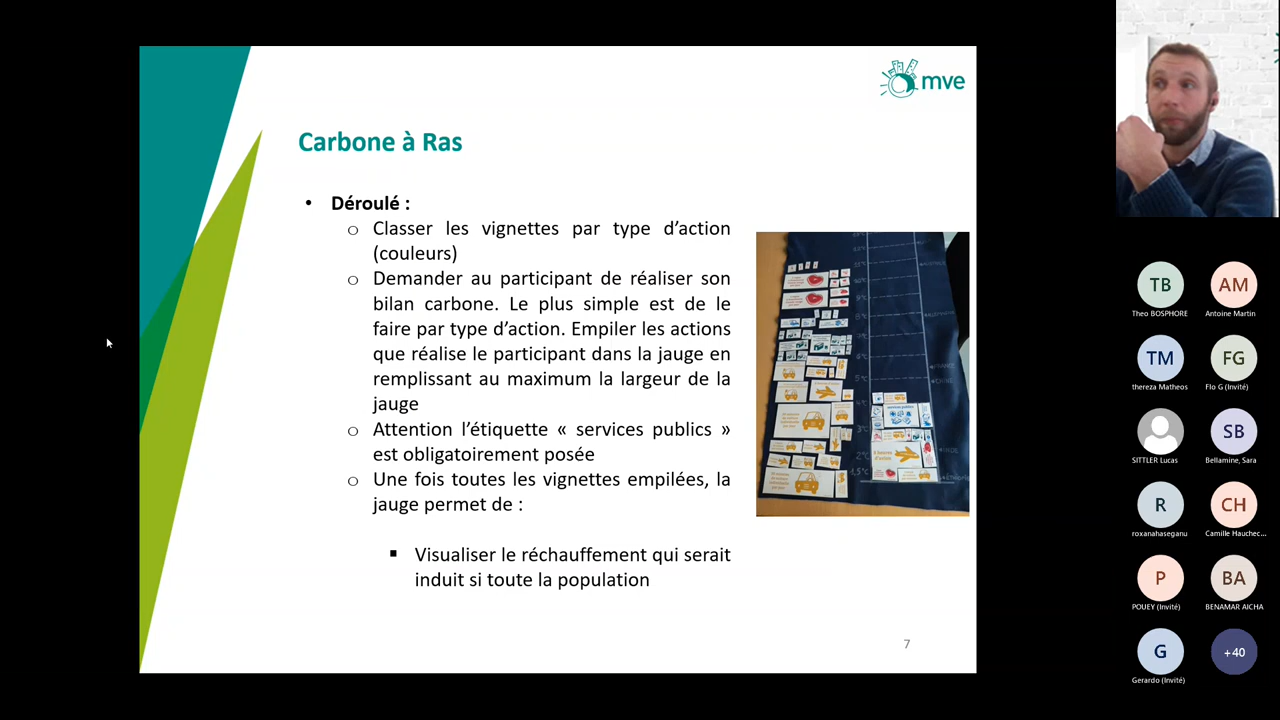 mve
Carbone à Ras
• Déroulé :
o Classer les vignettes par type d’action
(couleurs)
o Demander au participant de réaliser son
bilan carbone. Le plus simple est de le
faire par type d’action. Empiler les actions
que réalise le participant dans la jauge en
remplissant au maximum la largeur de la
jauge
o Attention l’étiquette « services publics »
est obligatoirement posée
o Une fois toutes les vignettes empilées, la
jauge permet de :
▪ Visualiser le réchauffement qui serait
induit si toute la population
7
TB
AM
Theo BOSPHORE
Antoine Martin
TM
FG
thereza Matheos
Flo G (Invité)
SB
SITTLER Lucas
Bellamine, Sara
R
CH
roxanahaseganu
Camille Hauchec...
P
BA
POUEY (Invité)
BENAMAR AICHA
G
+40
Gerardo (Invité)